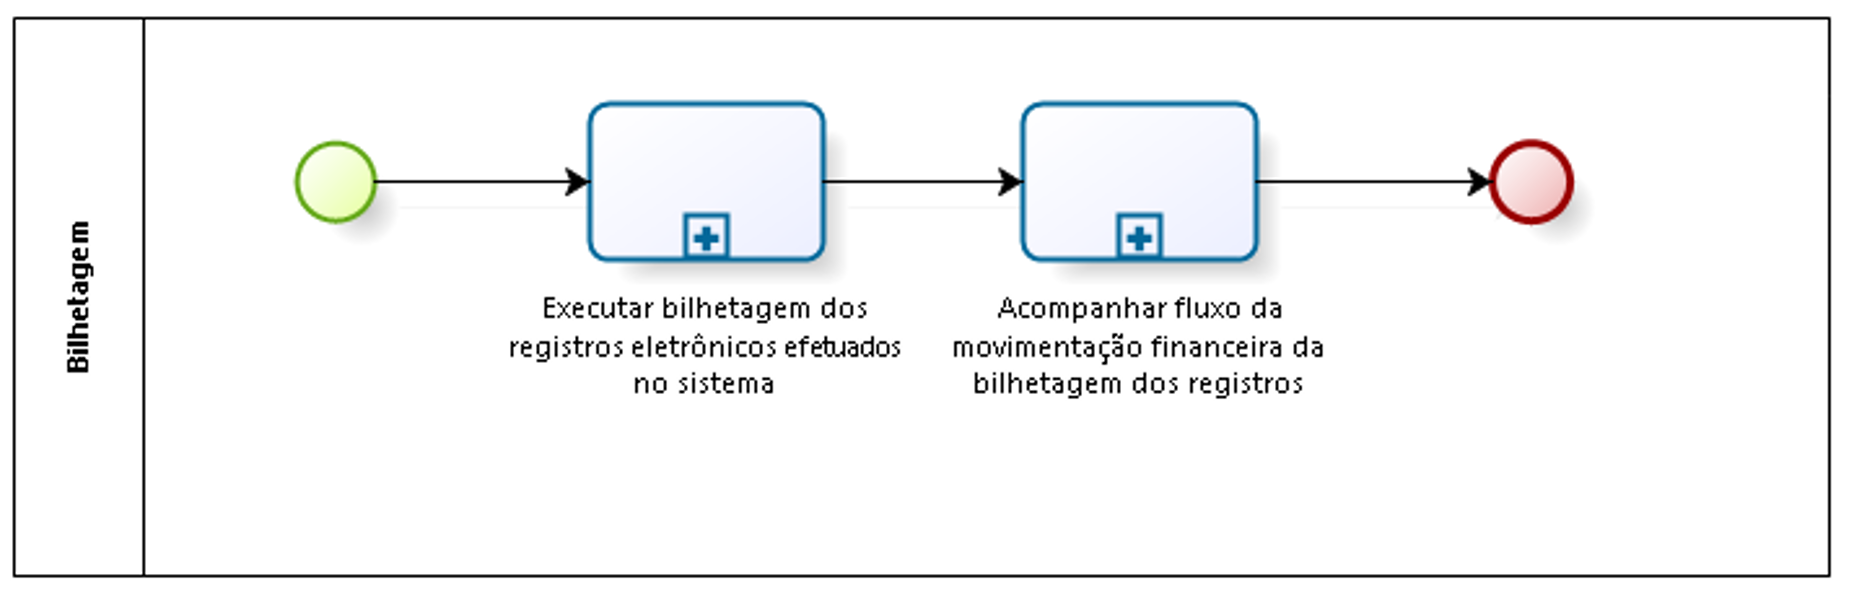 Bilhetagem
Executar bilhetagem dos
registros eletrônicos efetuados
no sistema
Acompanhar fluxo da
movimentação financeira da
bilhetagem dos registros